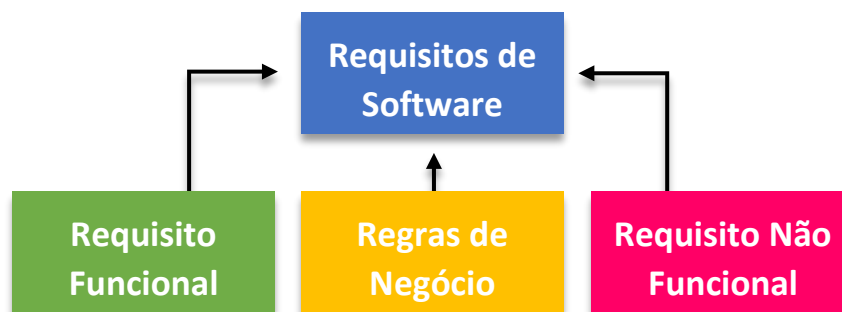 Requisitos de
Software
Requisito
Funcional
Regras de
Negócio
Requisito Não
Funcional